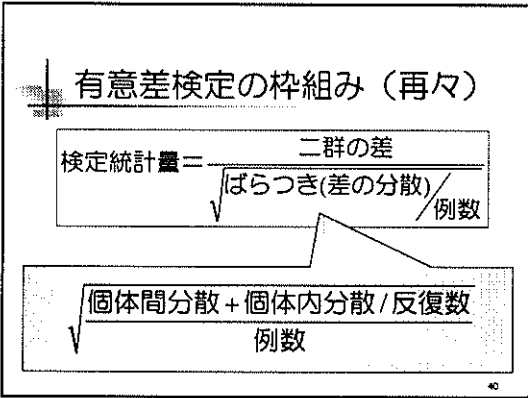 有意差検定の枠組み（再々）
検定統計量＝二群の差
√ばらつき(差の分散)/例数
√個体間分散＋個体内分散/反復数
例数
40